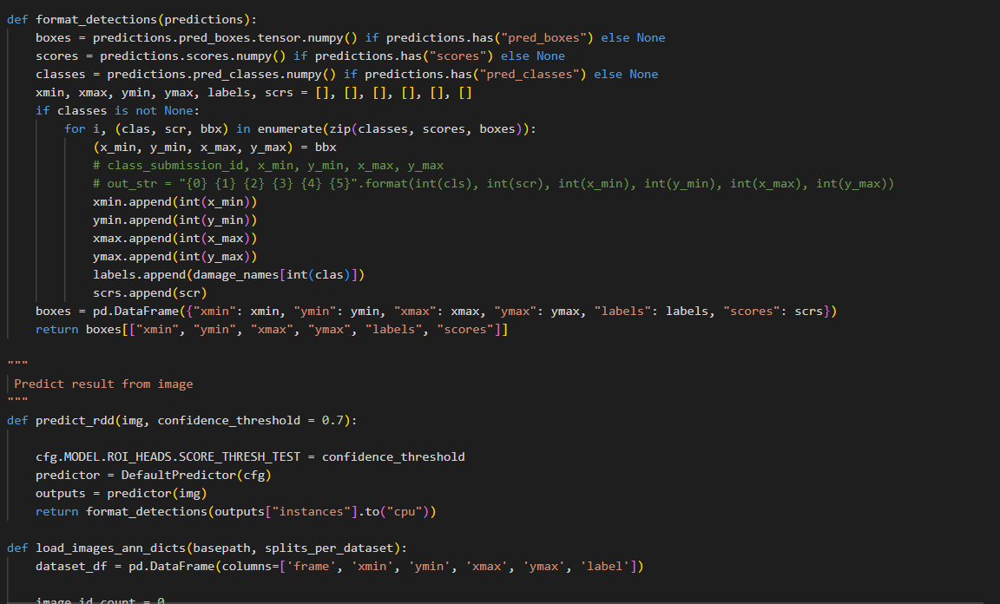 def format_detections(predictions):
    boxes = predictions.pred_boxes.tensor.numpy() if predictions.has("pred_boxes") else None
    scores = predictions.scores.numpy() if predictions.has("scores") else None
    classes = predictions.pred_classes.numpy() if predictions.has("pred_classes") else None
    xmin, xmax, ymin, ymax, labels, scrs = [], [], [], [], [], []
    if classes is not None:
        for i, (clas, scr, bbx) in enumerate(zip(classes, scores, boxes)):
            (x_min, y_min, x_max, y_max) = bbx
            # class_submission_id, x_min, y_min, x_max, y_max
            # out_str = "{0} {1} {2} {3} {4} {5}".format(int(cls), int(scr), int(x_min), int(y_min), int(x_max), int(y_max))
            xmin.append(int(x_min))
            ymin.append(int(y_min))
            xmax.append(int(x_max))
            ymax.append(int(y_max))
            labels.append(damage_names[int(clas)])
            scrs.append(scr)
    boxes = pd.DataFrame({"xmin": xmin, "ymin": ymin, "xmax": xmax, "ymax": ymax, "labels": labels, "scores": scrs})
    return boxes[["xmin", "ymin", "xmax", "ymax", "labels", "scores"]]

"""
 Predict result from image
"""
def predict_rdd(img, confidence_threshold = 0.7):

    cfg.MODEL.ROI_HEADS.SCORE_THRESH_TEST = confidence_threshold
    predictor = DefaultPredictor(cfg)
    outputs = predictor(img)
    return format_detections(outputs["instances"].to("cpu"))

def load_images_ann_dicts(basepath, splits_per_dataset):
    dataset_df = pd.DataFrame(columns=['frame', 'xmin', 'ymin', 'xmax', 'ymax', 'label'])

    image_id_count = 0